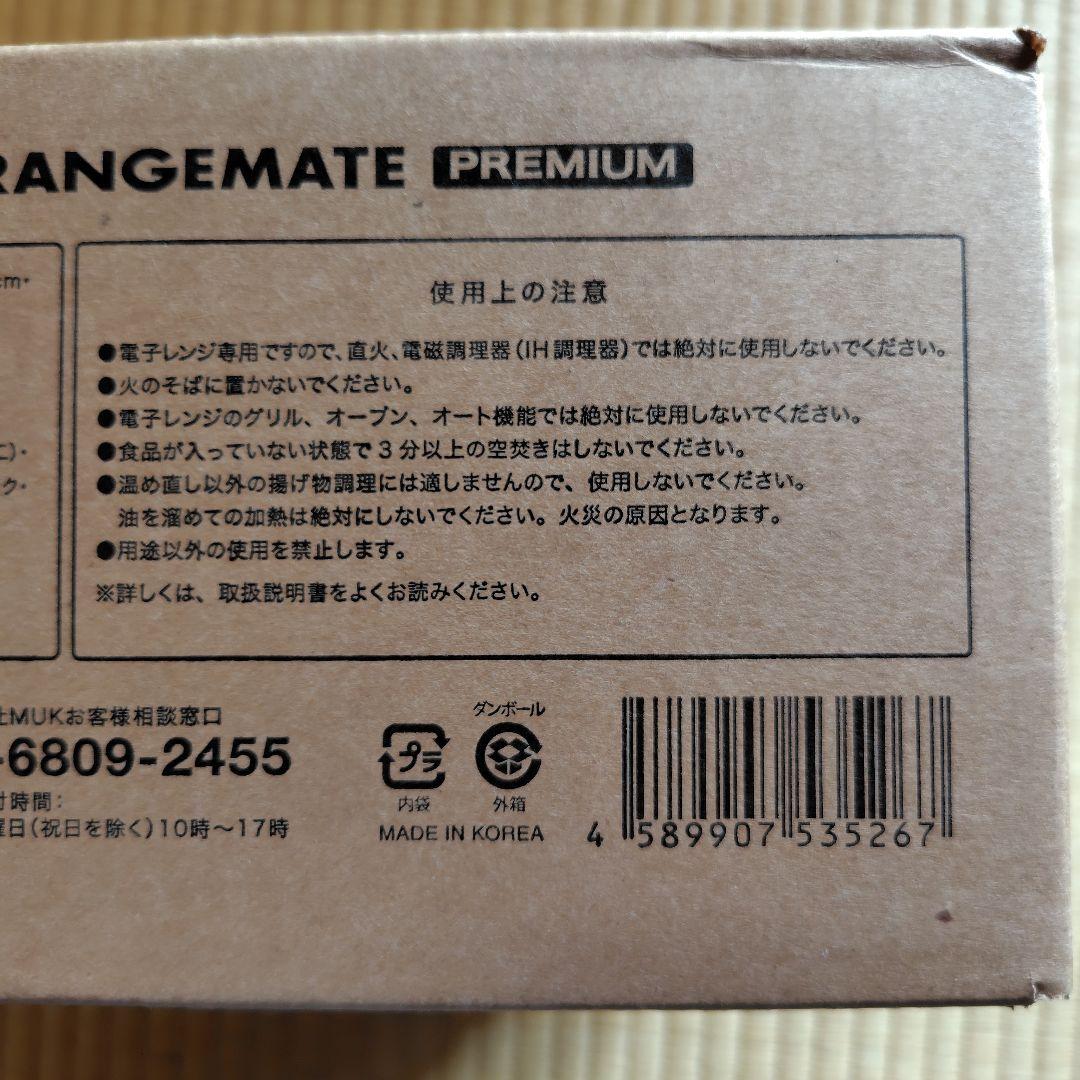 RANGEMATE PREMIUM
cm・
ク・
使用上の注意
●電子レンジ専用ですので、直火、電磁調理器(IH調理器)では絶対に使用しないでください。
●火のそばに置かないでください。
●電子レンジのグリル、オーブン、オート機能では絶対に使用しないでください。
●食品が入っていない状態で3分以上の空焚きはしないでください。
●温め直し以外の揚げ物調理には適しませんので、使用しないでください。
油を溜めての加熱は絶対にしないでください。火災の原因となります。
●用途以外の使用を禁止します。
※詳しくは、取扱説明書をよくお読みください。
社MUKお客様相談窓口
-6809-2455
付時間:
曜日(祝日を除く)10時〜17時
プラ
内袋
ダンボール
外箱
MADE IN KOREA
4 589907 535267